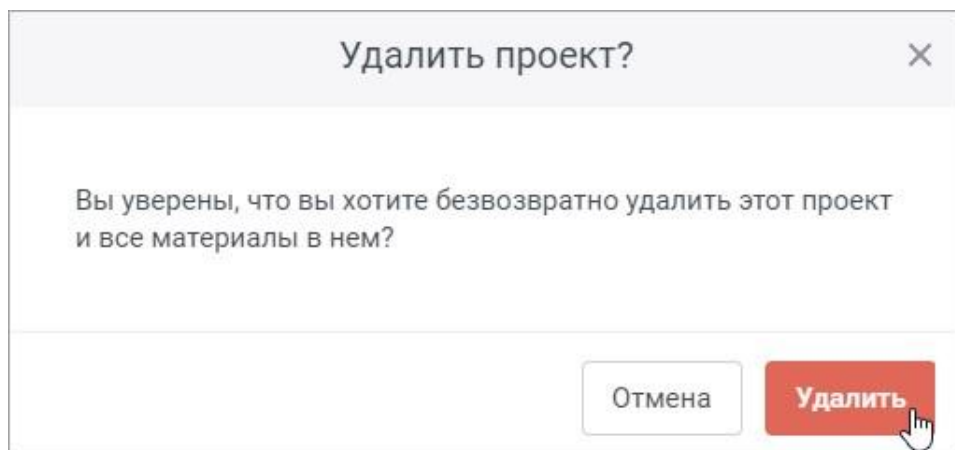 Удалить проект?
Вы уверены, что вы хотите безвозвратно удалить этот проект
и все материалы в нем?
Отмена
Удалить